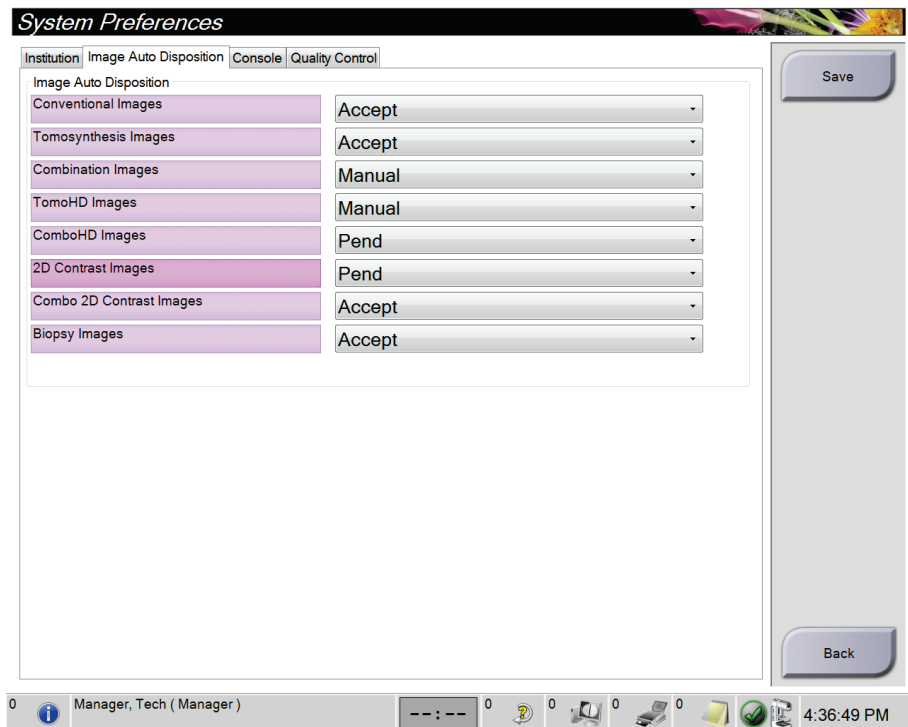 System Preferences
Institution Image Auto Disposition Console Quality Control
Save
Image Auto Disposition
Conventional Images Accept
Tomosynthesis Images Accept
Combination Images Manual
TomoHD Images Manual
ComboHD Images Pend
2D Contrast Images Pend
Combo 2D Contrast Images Accept
Biopsy Images Accept
Back
0 Manager, Tech ( Manager ) --:-- 0 0 0 0 4:36:49 PM